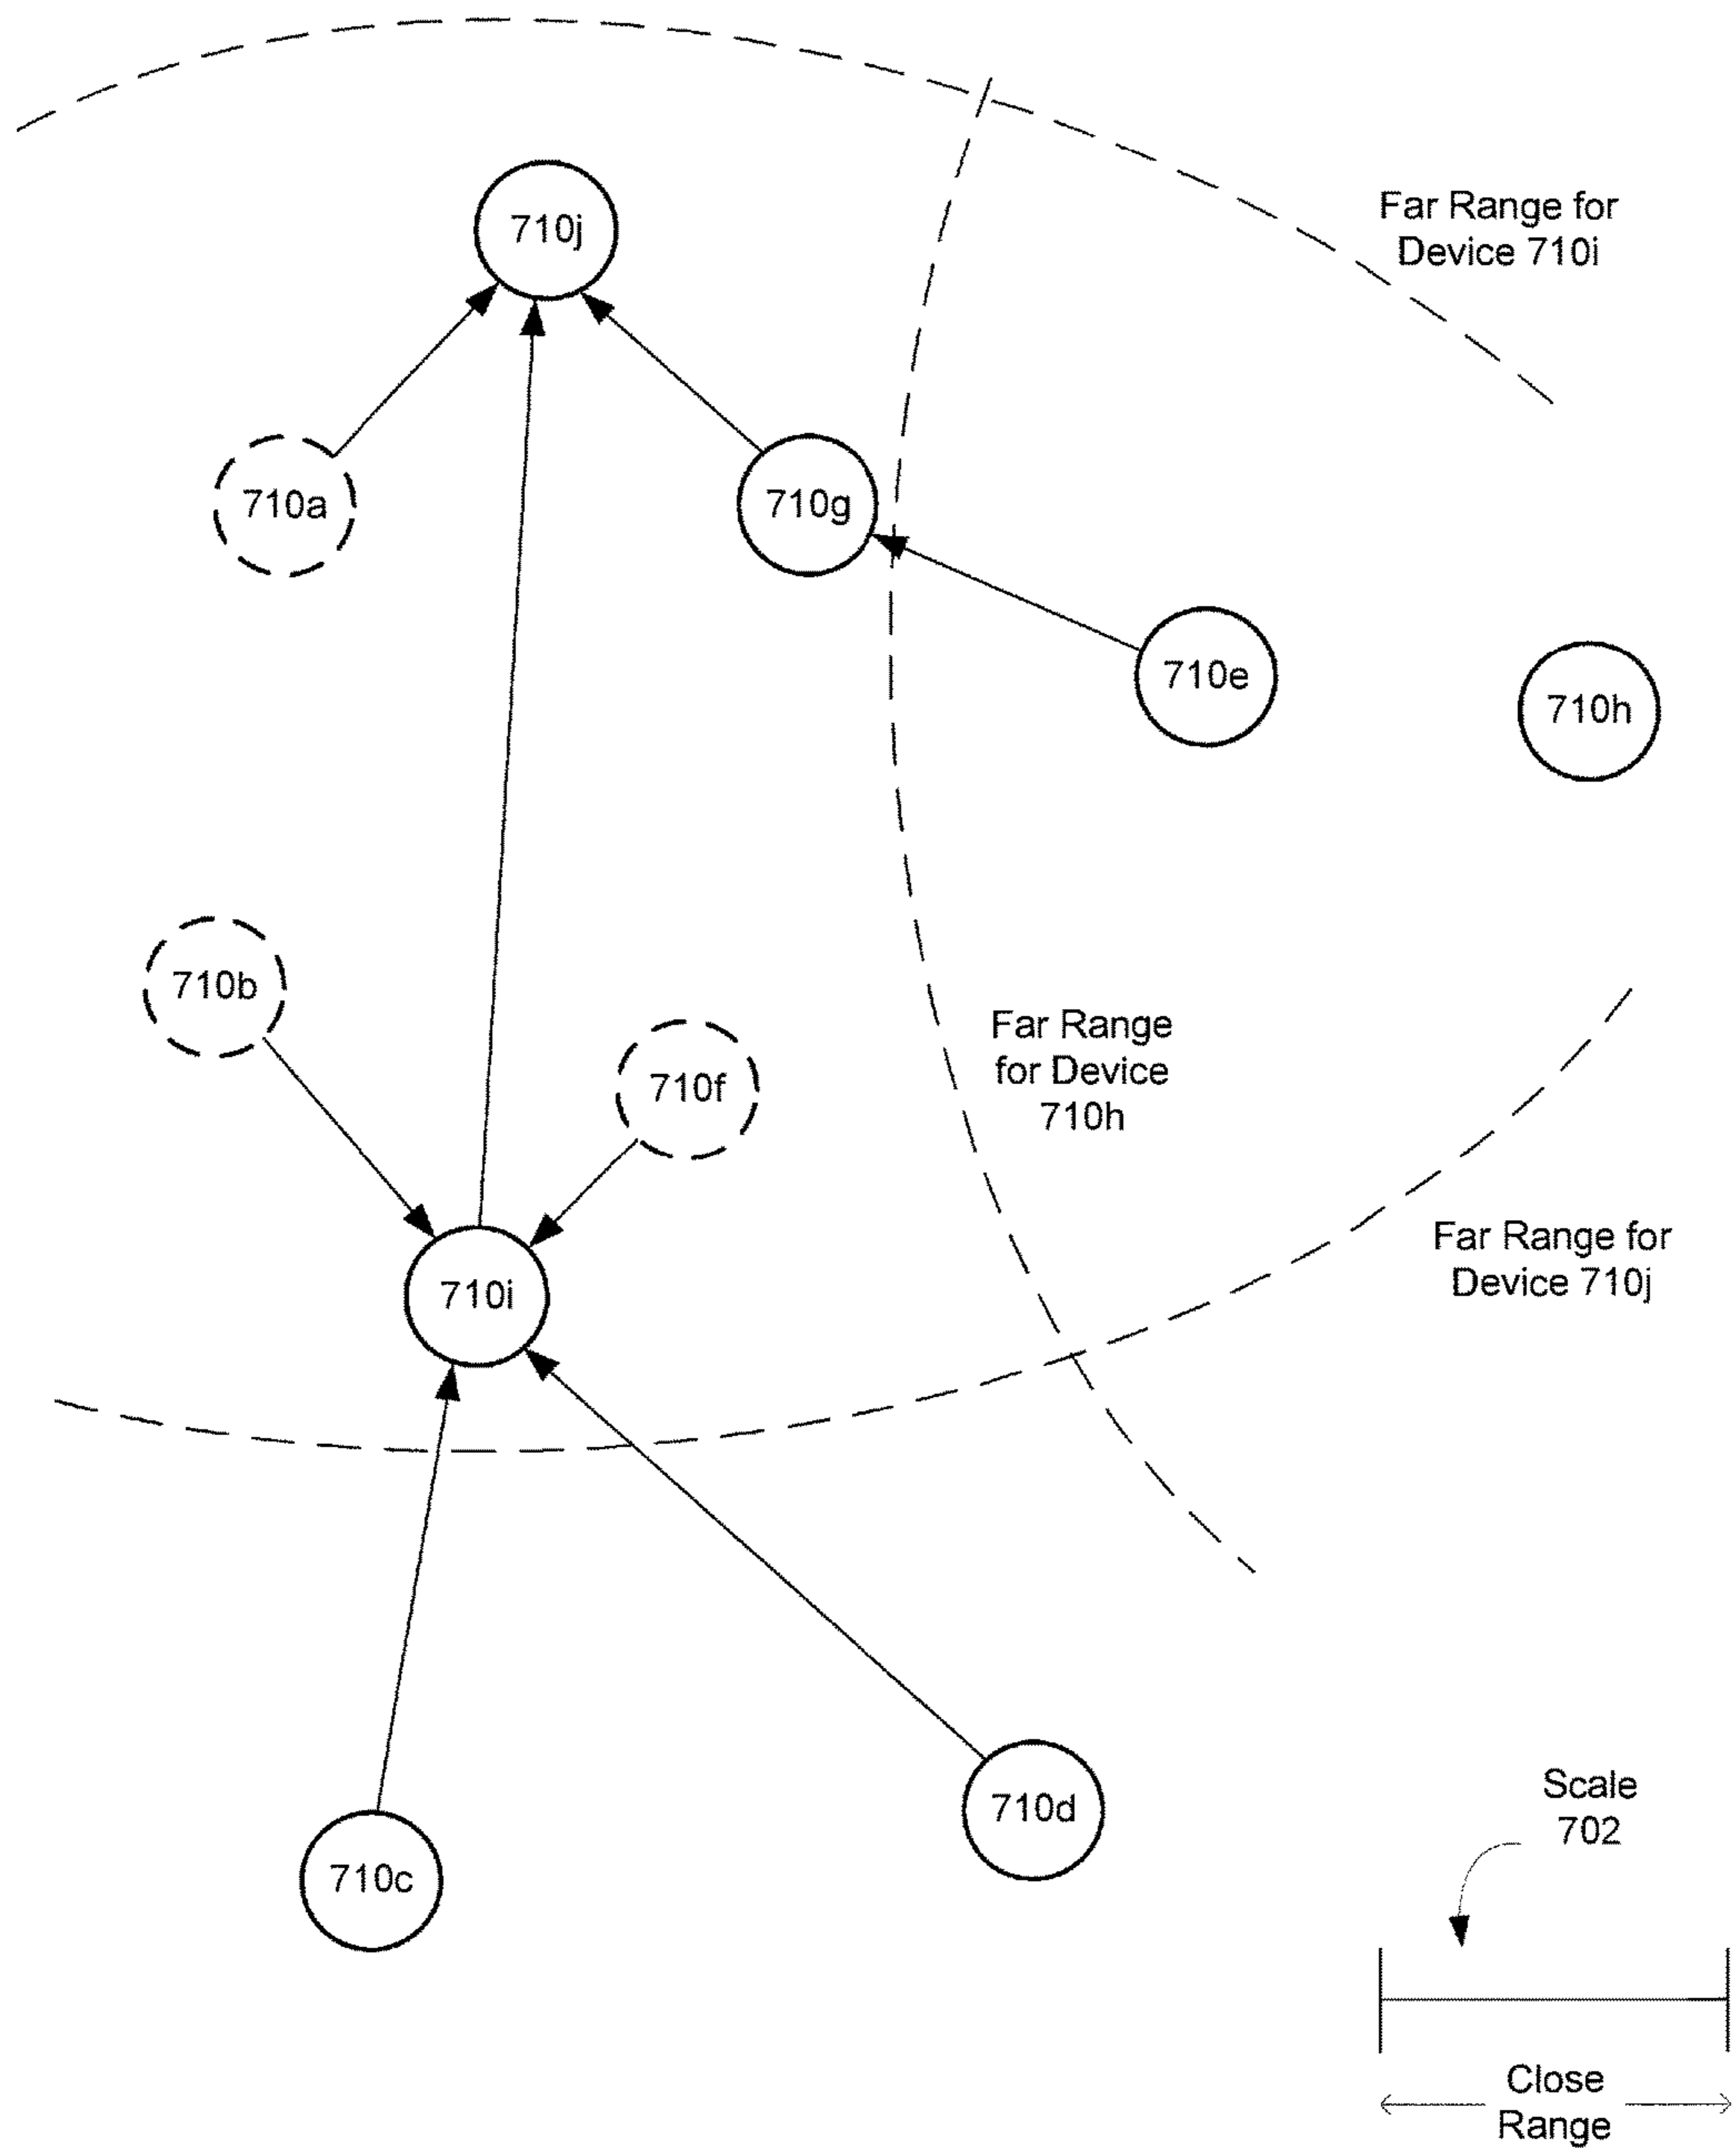 Far Range for
Device 710i
710j
710a
710g
710e
710h
710b
710f
Far Range
for Device
710h
Far Range for
Device 710j
710i
710d
710c
Scale
702
Close
Range